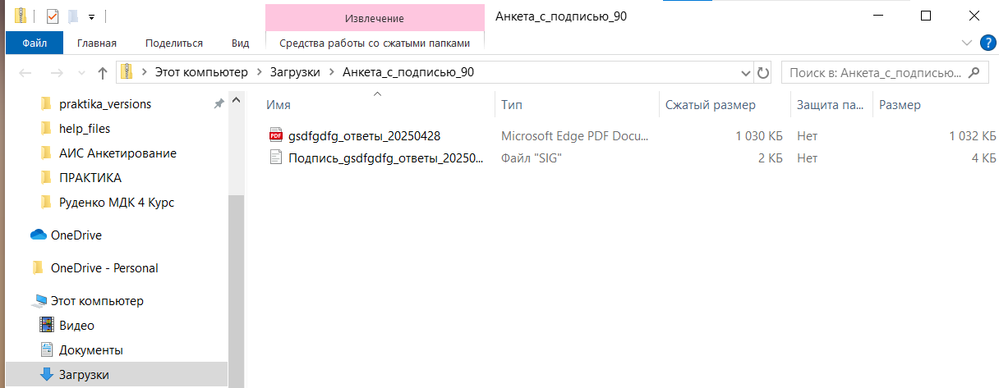 Извлечение
Анкета_с_подписью_90
Файл
Главная
Поделиться
Вид
Средства работы со сжатыми папками
?
Этот компьютер > Загрузки > Анкета_с_подписью_90
Поиск в: Анкета_с_подписью...
praktika_versions
help_files
АИС Анкетирование
ПРАКТИКА
Руденко МДК 4 Курс
OneDrive
OneDrive - Personal
Этот компьютер
Видео
Документы
Загрузки
Имя Тип Сжатый размер Защита па... Размер
PDF gsdfgdfg_ответы_20250428 Microsoft Edge PDF Docu... 1 030 КБ Нет 1 032 КБ
Подпись_gsdfgdfg_ответы_20250... Файл "SIG" 2 КБ Нет 4 КБ